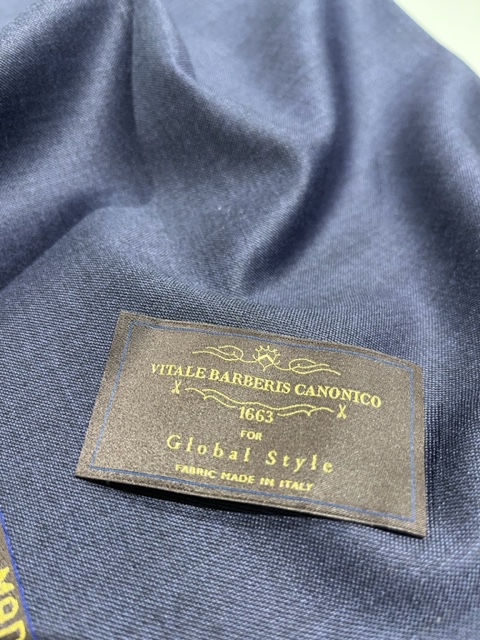 VITALE BARBERIS CANONICO
1663
FOR
Global Style
FABRIC MADE IN ITALY